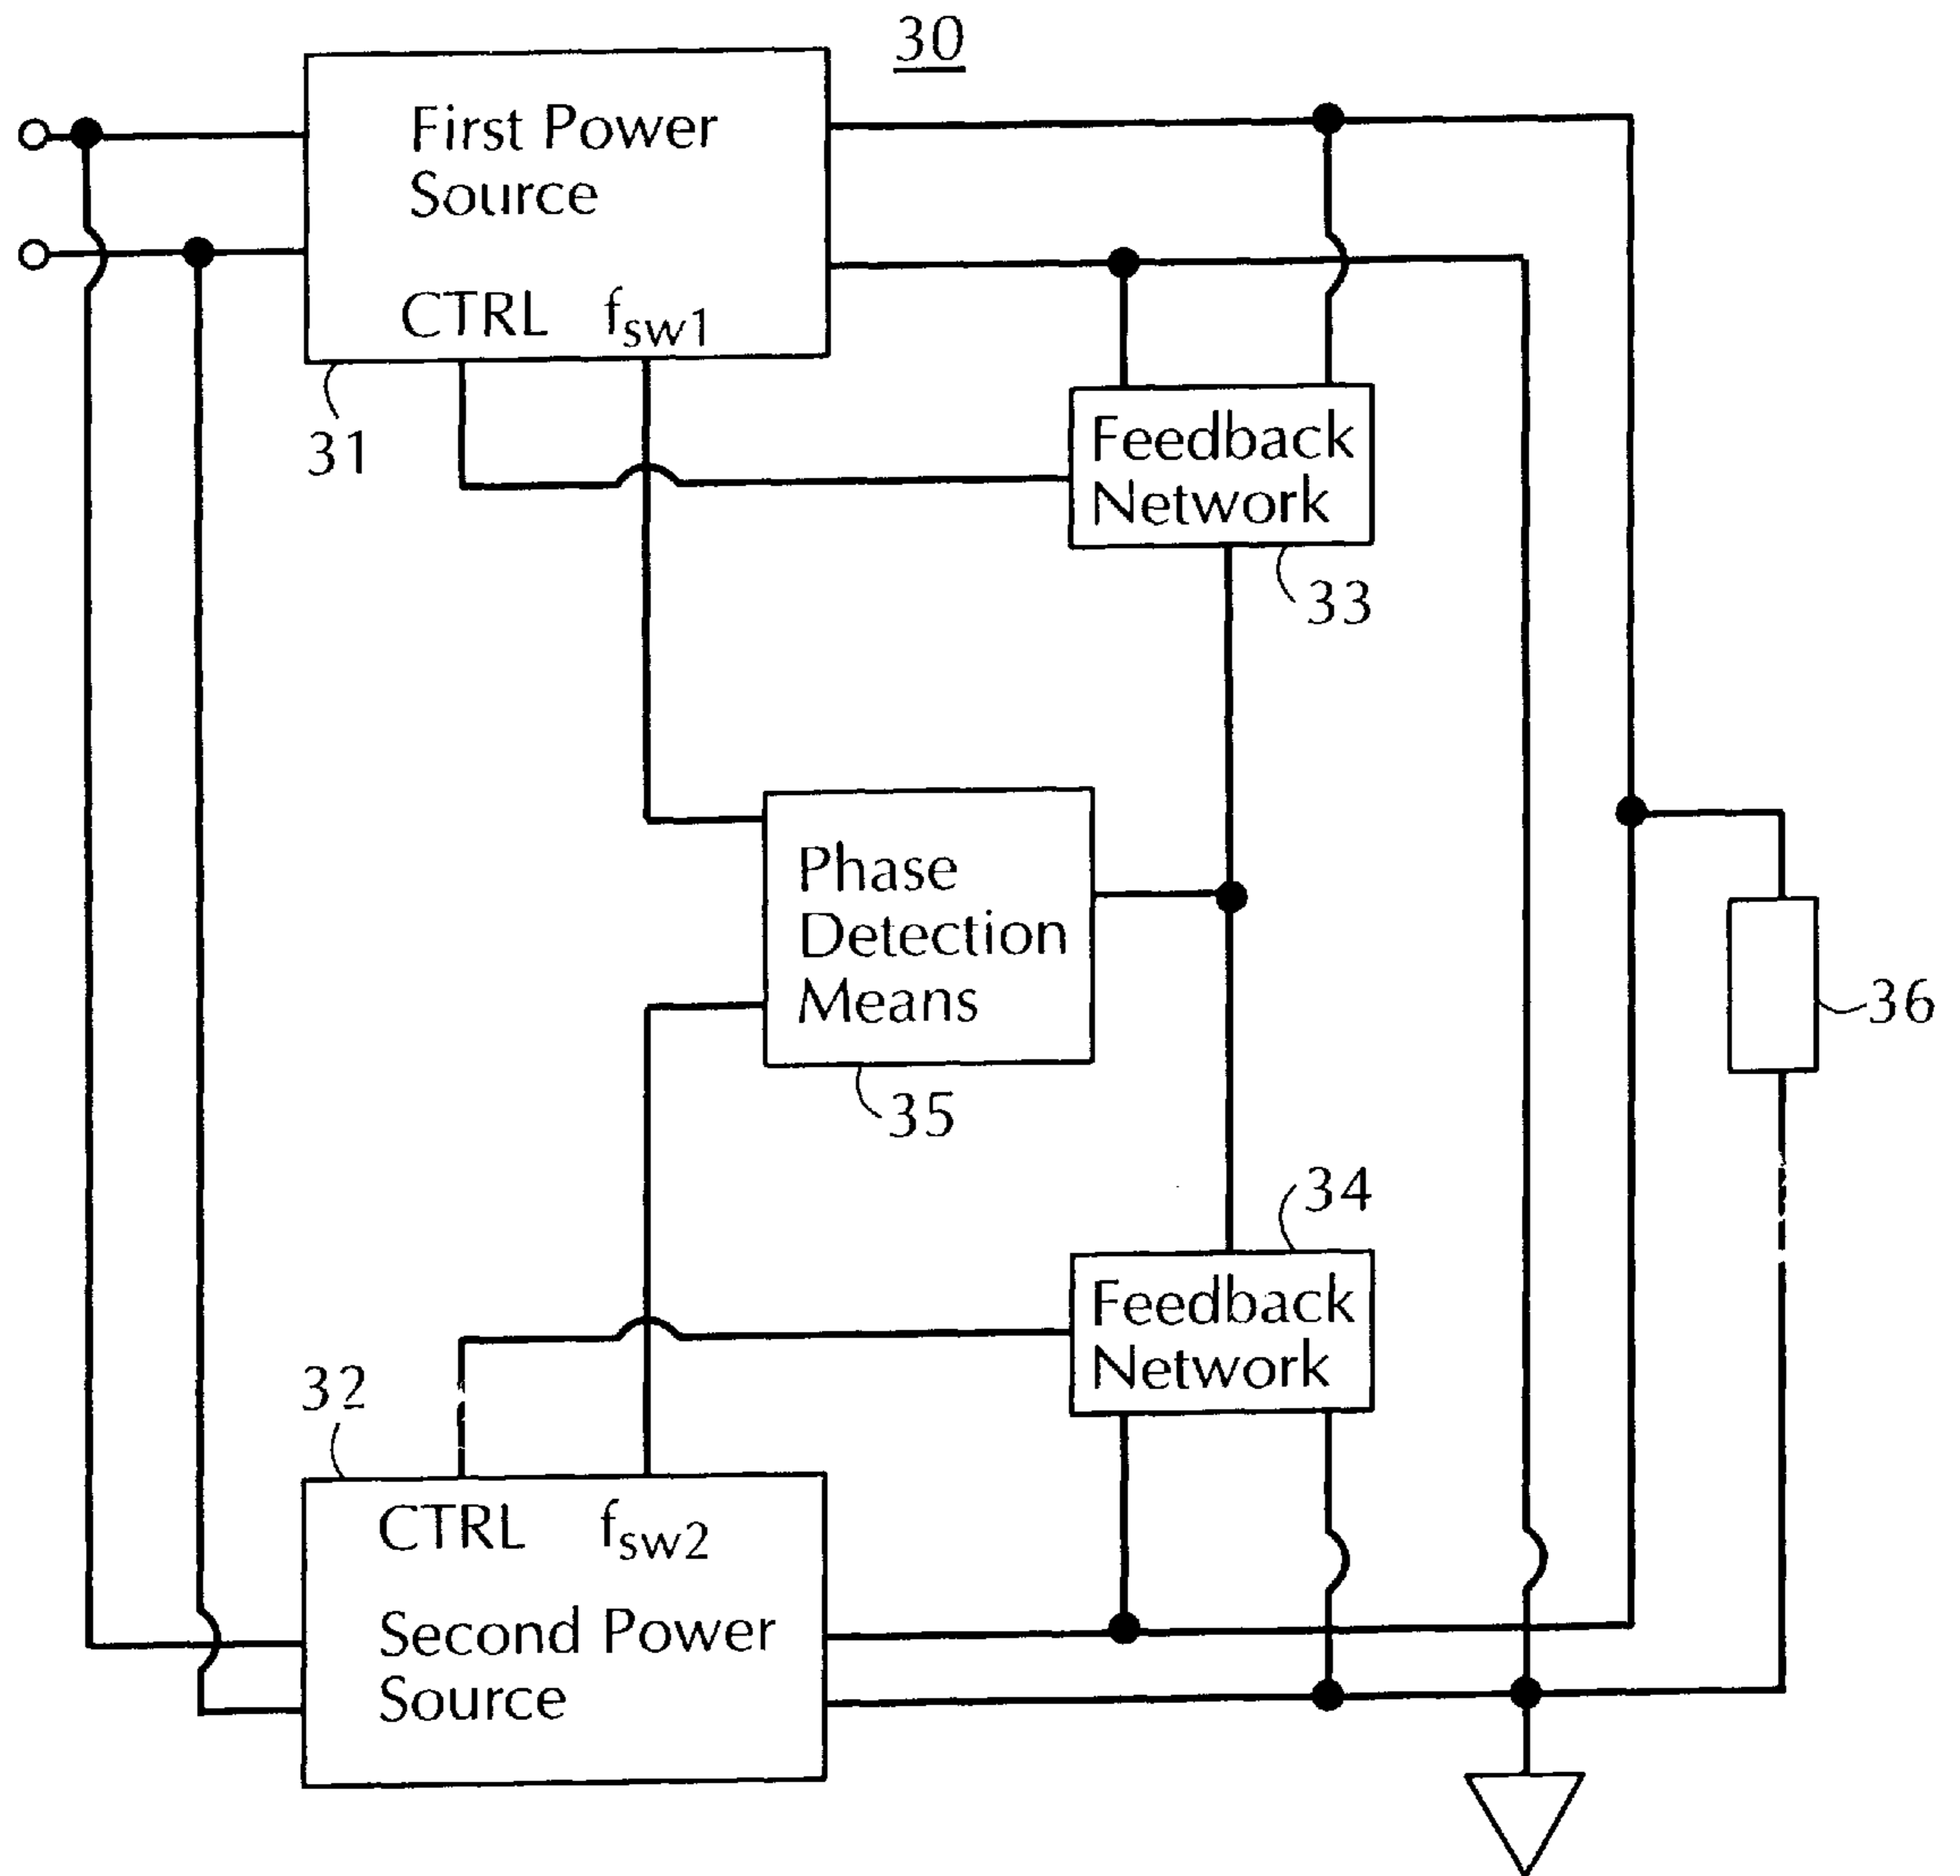 30
First Power
Source
CTRL f_sw1
31
Feedback
Network
33
Phase
Detection
Means
36
35
34
Feedback
Network
32
CTRL f_sw2
Second Power
Source